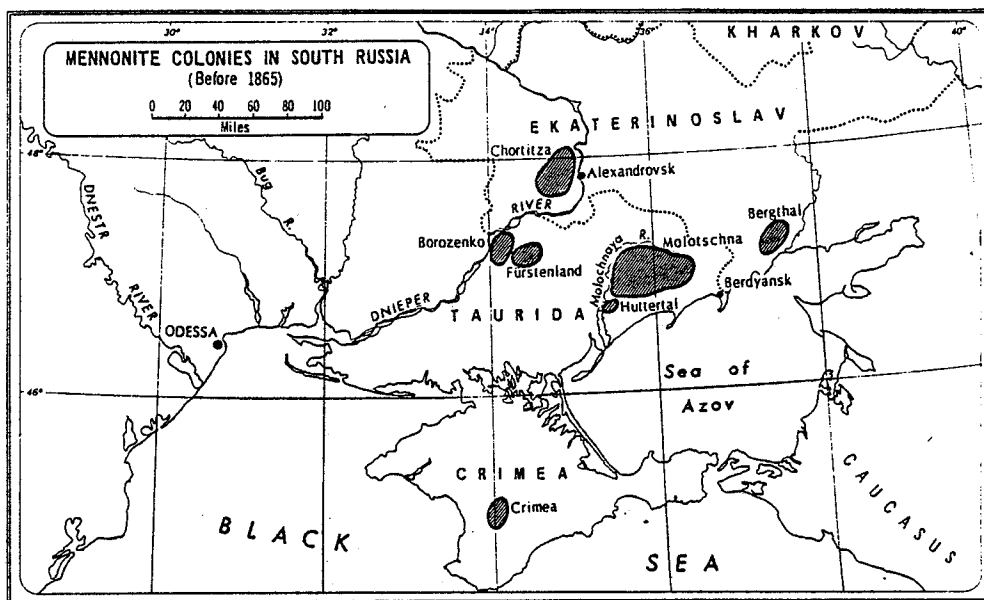 30°
32°
34°
36°
40°
MENNONITE COLONIES IN SOUTH RUSSIA
(Before 1865)
0 20 40 60 80 100
Miles
KHARKOV
EKATERINOSLAV
48°
Chortitza
Alexandrovsk
DNESTR
RIVER
Bug
R.
RIVER
Borozenko
Fürstenland
DNIEPER
Molochnaya
R.
Molotschna
Bergthal
Berdyansk
Huttertal
TAURIDA
ODESSA
46°
Sea of
Azov
CRIMEA
Crimea
CAUCASUS
BLACK
SEA